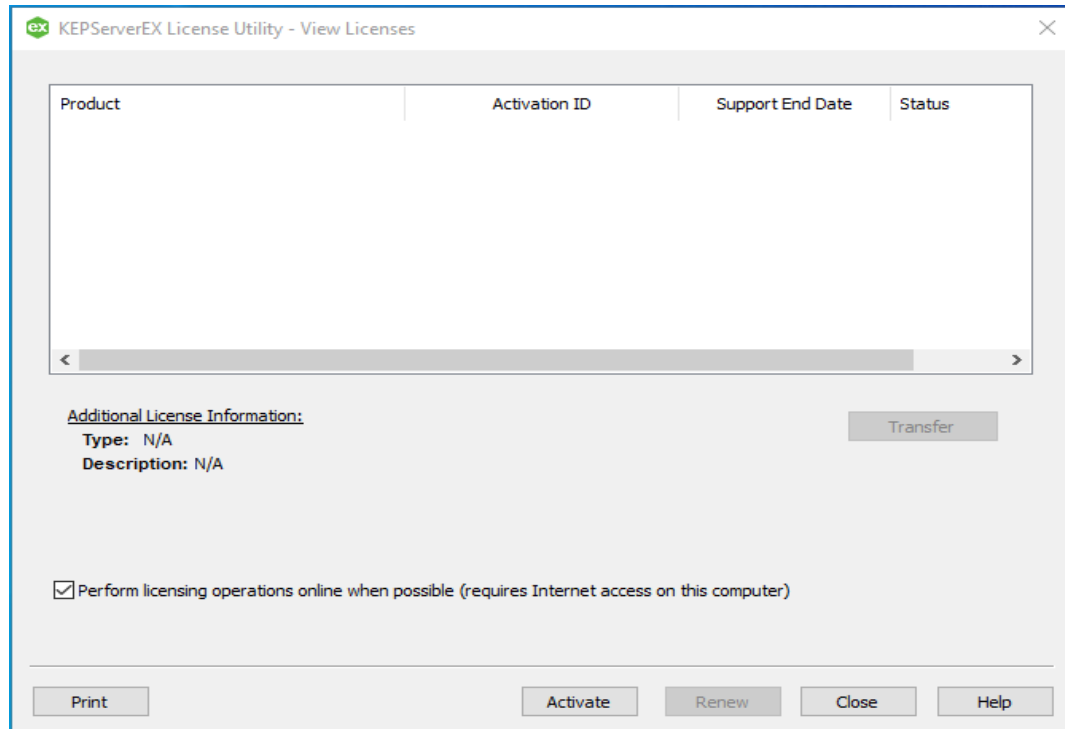 ex KEPServerEX License Utility - View Licenses
Product Activation ID Support End Date Status
Additional License Information:
Transfer
Type: N/A
Description: N/A
Perform licensing operations online when possible (requires Internet access on this computer)
Print Activate Renew Close Help